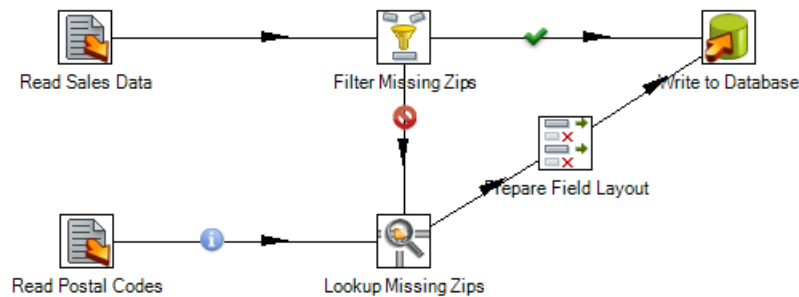 Read Sales Data
Filter Missing Zips
Write to Database
Prepare Field Layout
Read Postal Codes
Lookup Missing Zips